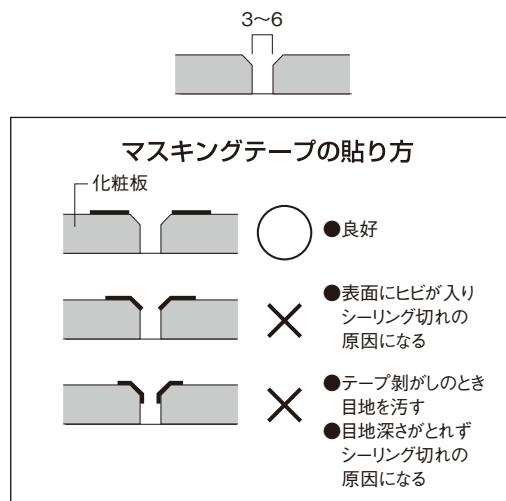 3〜6
マスキングテープの貼り方
化粧板
●良好
●表面にヒビが入り
シーリング切れの
原因になる
●テープ剝がしのとき
目地を汚す
●目地深さがとれず
シーリング切れの
原因になる